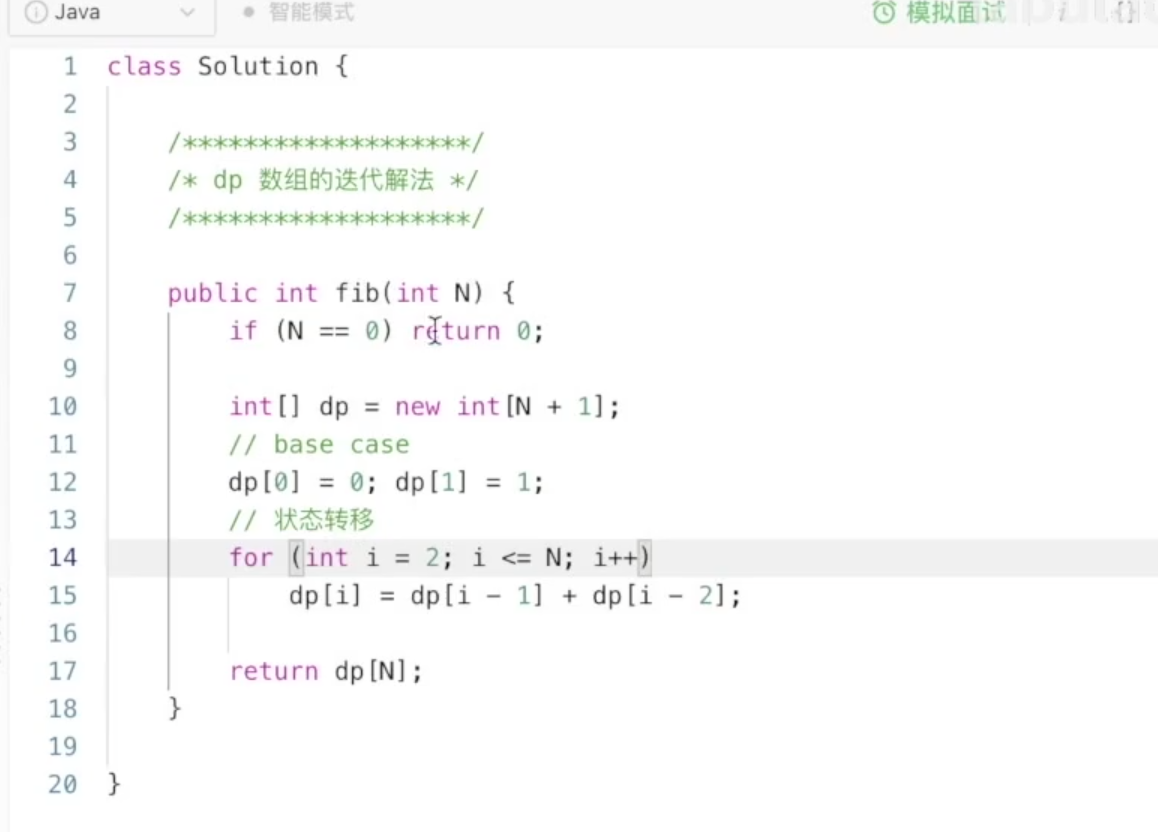 Java
智能模式
模拟面试
1 class Solution {
2
3 /*******************/
4 /* dp 数组的迭代解法 */
5 /*******************/
6
7 public int fib(int N) {
8 if (N == 0) return 0;
9
10 int[] dp = new int[N + 1];
11 // base case
12 dp[0] = 0; dp[1] = 1;
13 // 状态转移
14 for (int i = 2; i <= N; i++)
15 dp[i] = dp[i - 1] + dp[i - 2];
16
17 return dp[N];
18 }
19
20 }